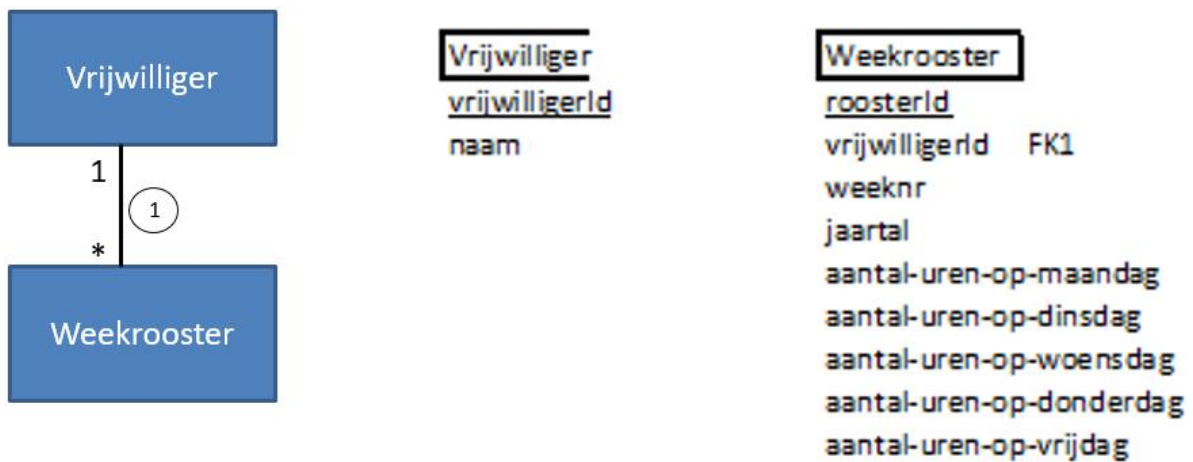 Vrijwilliger
1
1
*
Weekrooster
Vrijwilliger
vrijwilligerId
naam
Weekrooster
roosterId
vrijwilligerId FK1
weeknr
jaartal
aantal-uren-op-maandag
aantal-uren-op-dinsdag
aantal-uren-op-woensdag
aantal-uren-op-donderdag
aantal-uren-op-vrijdag